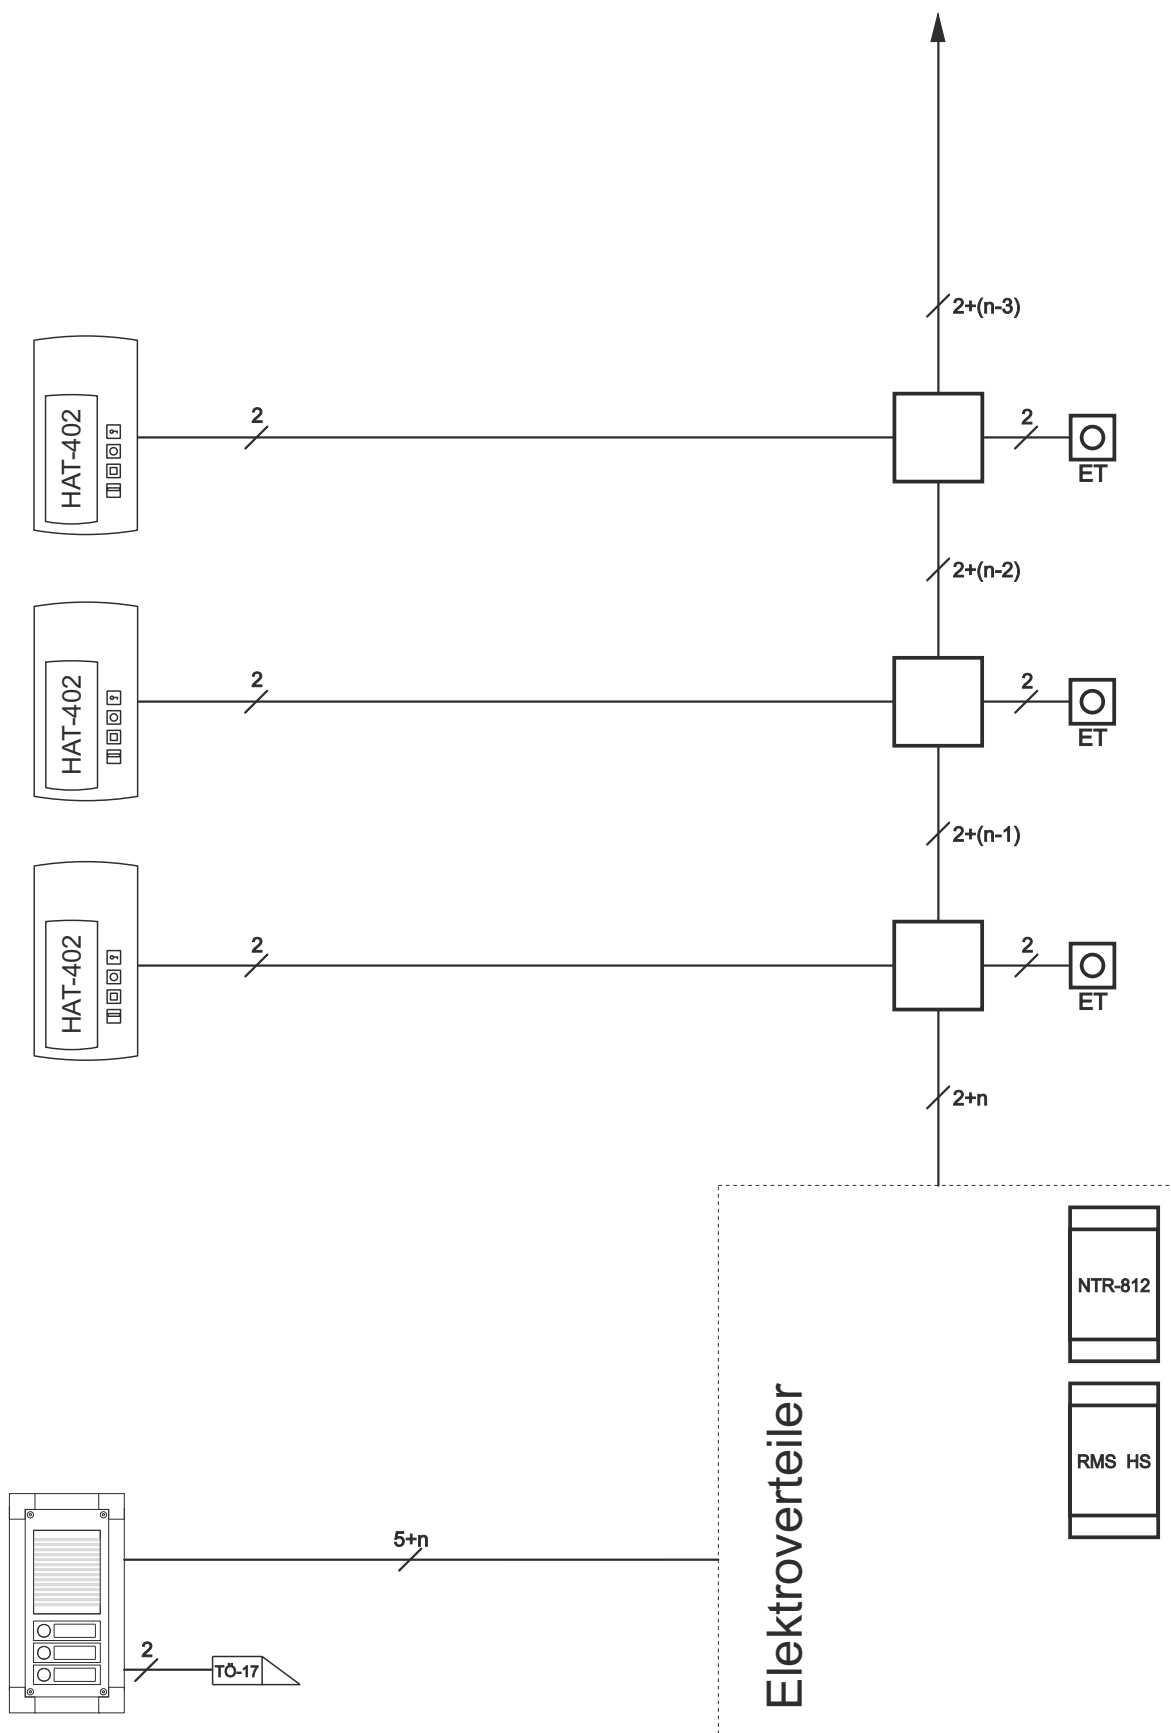 2+(n-3)
HAT-402
2
2
ET
2+(n-2)
HAT-402
2
2
ET
2+(n-1)
HAT-402
2
2
ET
2+n
NTR-812
RMS HS
Elektroverteiler
5+n
2
TÖ-17